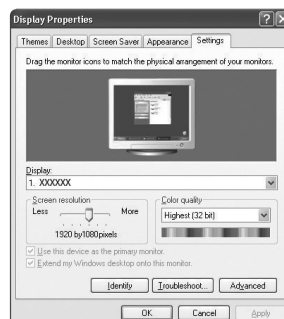 Display Properties
Themes Desktop Screen Saver Appearance Settings
Drag the monitor icons to match the physical arrangement of your monitors.
Display:
1. XXXXXX
Screen resolution
Less More
1920 by1080pixels
Color quality
Highest (32 bit)
Use this device as the primary monitor.
Extend my Windows desktop onto this monitor.
Identify Troubleshoot... Advanced
OK Cancel Apply